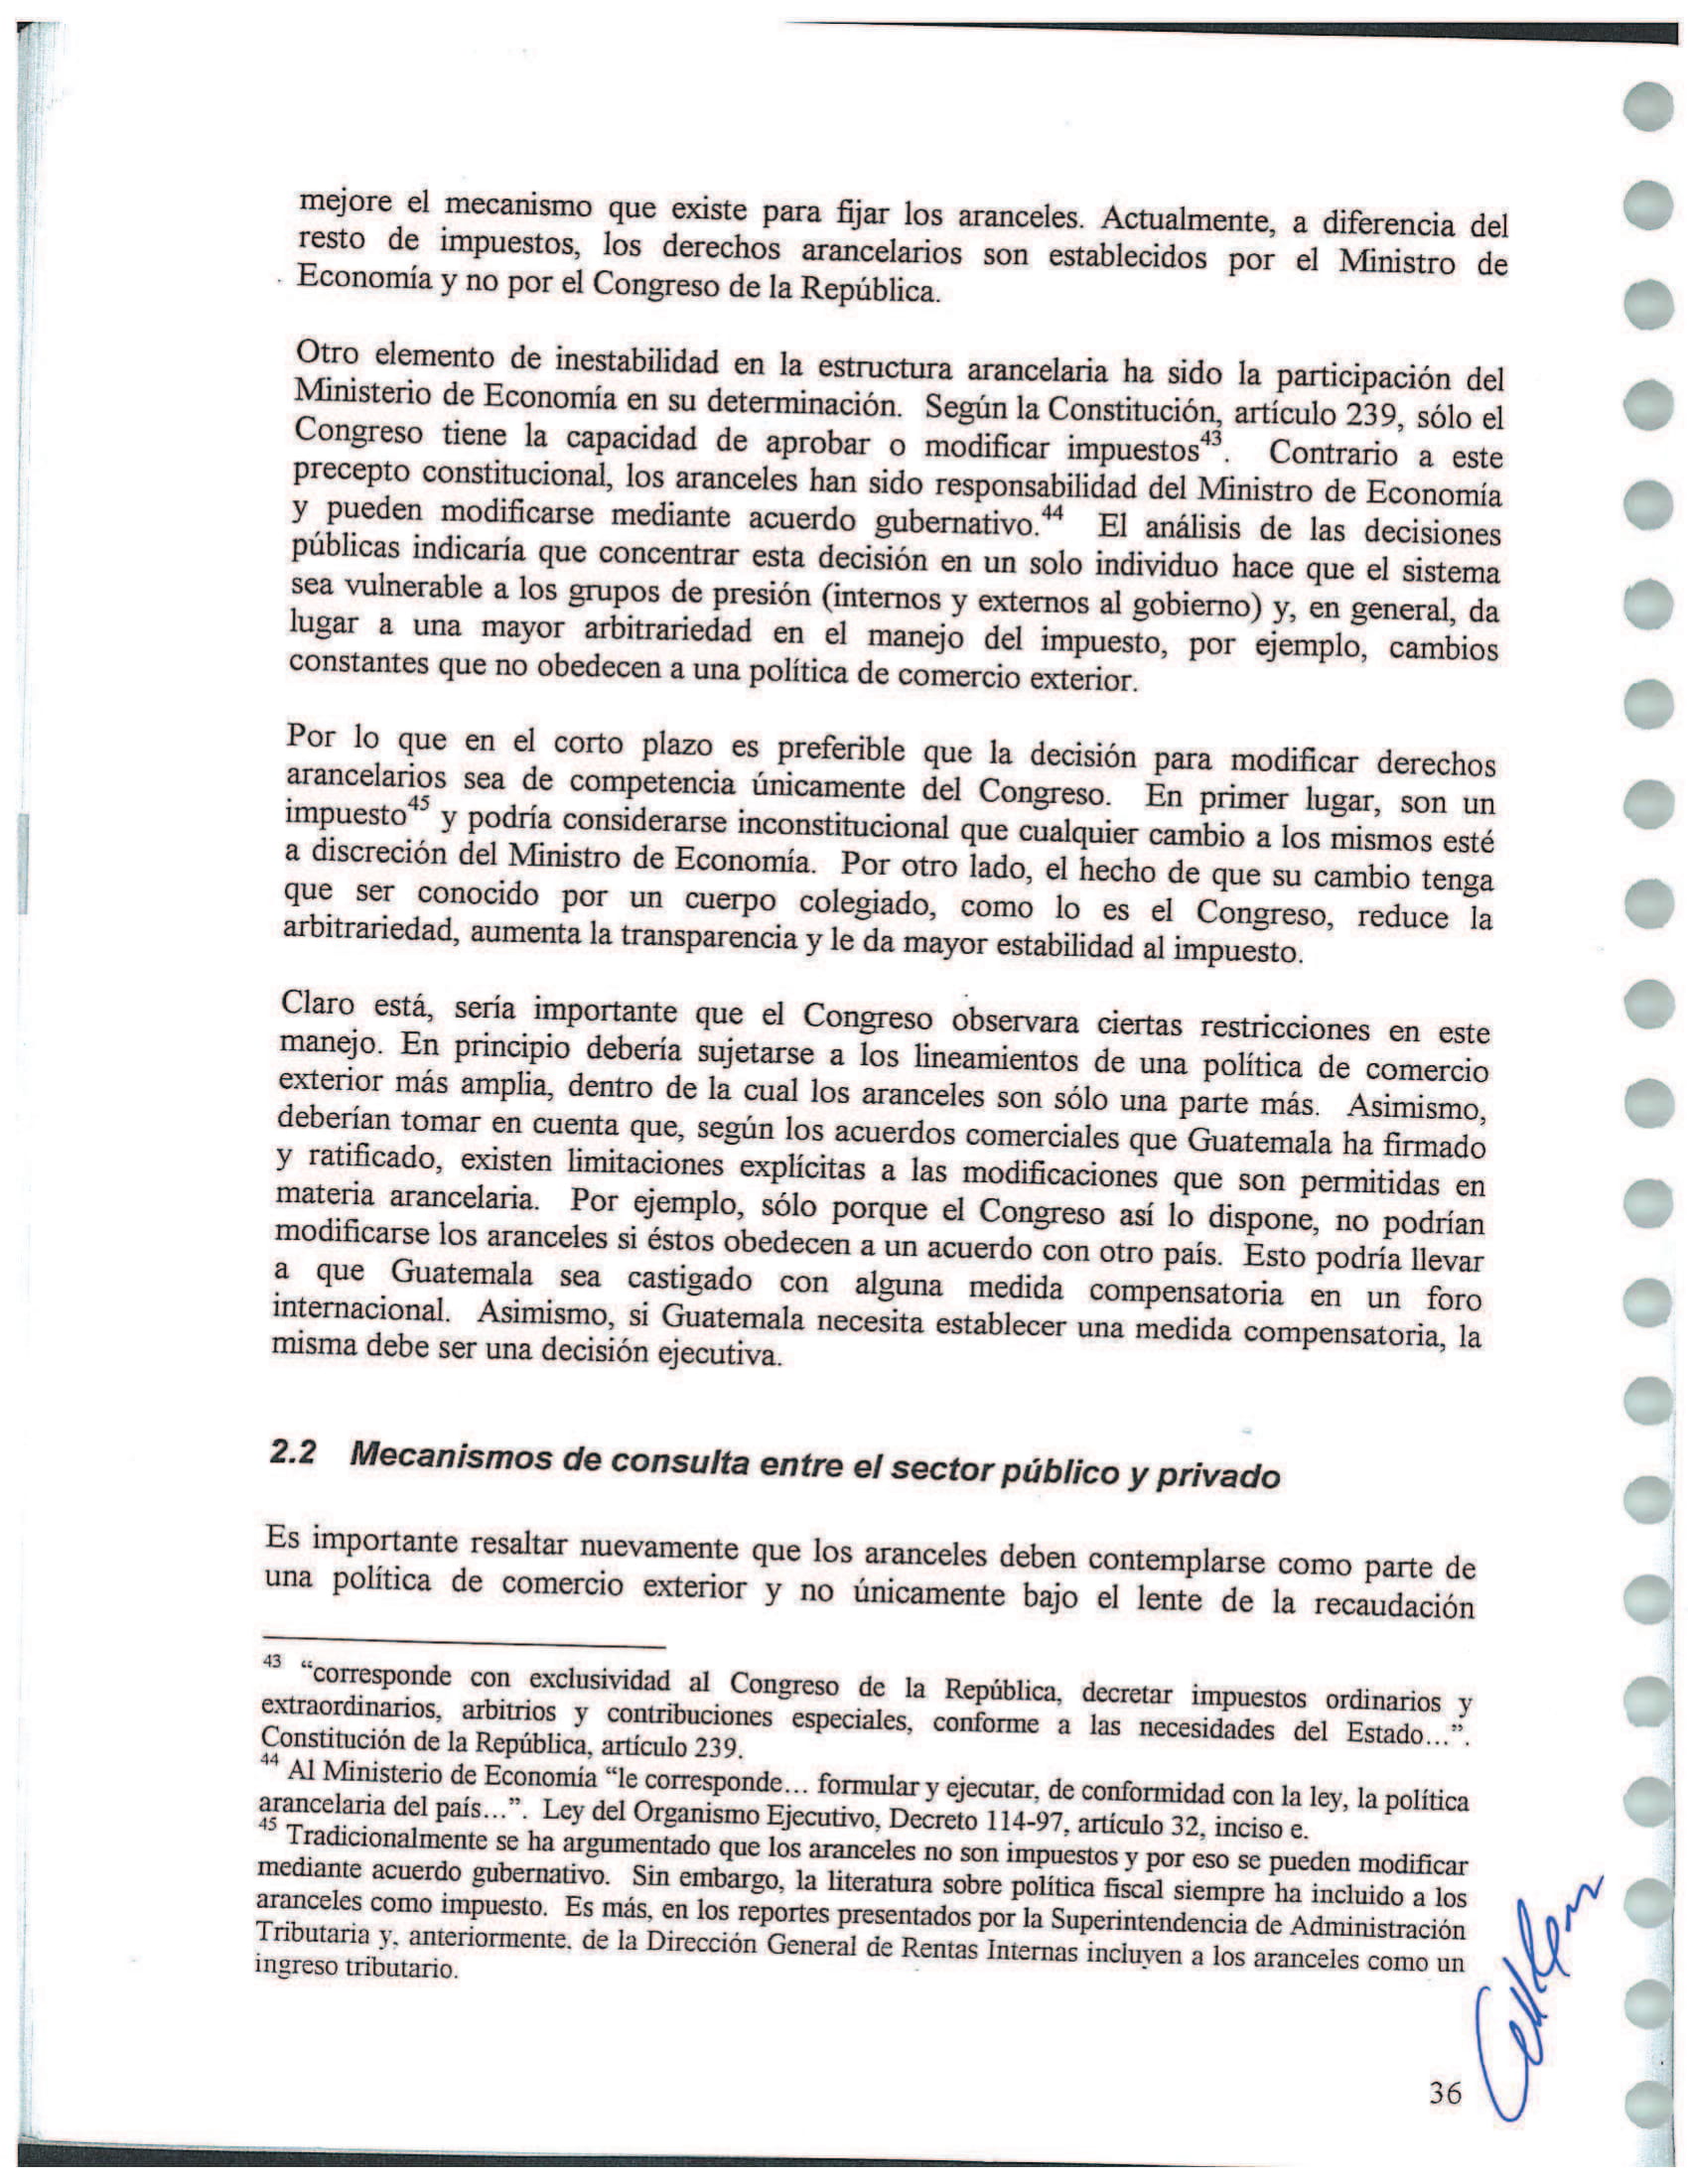 mejore el mecanismo que existe para fijar los aranceles. Actualmente, a diferencia del
resto de impuestos, los derechos arancelarios son establecidos por el Ministro de
Economía y no por el Congreso de la República.
Otro elemento de inestabilidad en la estructura arancelaria ha sido la participación del
Ministerio de Economía en su determinación. Según la Constitución, artículo 239, sólo el
Congreso tiene la capacidad de aprobar o modificar impuestos43. Contrario a este
precepto constitucional, los aranceles han sido responsabilidad del Ministro de Economía
y pueden modificarse mediante acuerdo gubernativo.44 El análisis de las decisiones
públicas indicaría que concentrar esta decisión en un solo individuo hace que el sistema
sea vulnerable a los grupos de presión (internos y externos al gobierno) y, en general, da
lugar a una mayor arbitrariedad en el manejo del impuesto, por ejemplo, cambios
constantes que no obedecen a una política de comercio exterior.
Por lo que en el corto plazo es preferible que la decisión para modificar derechos
arancelarios sea de competencia únicamente del Congreso. En primer lugar, son un
impuesto45 y podría considerarse inconstitucional que cualquier cambio a los mismos esté
a discreción del Ministro de Economía. Por otro lado, el hecho de que su cambio tenga
que ser conocido por un cuerpo colegiado, como lo es el Congreso, reduce la
arbitrariedad, aumenta la transparencia y le da mayor estabilidad al impuesto.
Claro está, sería importante que el Congreso observara ciertas restricciones en este
manejo. En principio debería sujetarse a los lineamientos de una política de comercio
exterior más amplia, dentro de la cual los aranceles son sólo una parte más. Asimismo,
deberían tomar en cuenta que, según los acuerdos comerciales que Guatemala ha firmado
y ratificado, existen limitaciones explícitas a las modificaciones que son permitidas en
materia arancelaria. Por ejemplo, sólo porque el Congreso así lo dispone, no podrían
modificarse los aranceles si éstos obedecen a un acuerdo con otro país. Esto podría llevar
a que Guatemala sea castigado con alguna medida compensatoria en un foro
internacional. Asimismo, si Guatemala necesita establecer una medida compensatoria, la
misma debe ser una decisión ejecutiva.
2.2 Mecanismos de consulta entre el sector público y privado
Es importante resaltar nuevamente que los aranceles deben contemplarse como parte de
una política de comercio exterior y no únicamente bajo el lente de la recaudación
43 “corresponde con exclusividad al Congreso de la República, decretar impuestos ordinarios y
extraordinarios, arbitrios y contribuciones especiales, conforme a las necesidades del Estado...”.
Constitución de la República, artículo 239.
44 Al Ministerio de Economía “le corresponde... formular y ejecutar, de conformidad con la ley, la política
arancelaria del país...”. Ley del Organismo Ejecutivo, Decreto 114-97, artículo 32, inciso e.
45 Tradicionalmente se ha argumentado que los aranceles no son impuestos y por eso se pueden modificar
mediante acuerdo gubernativo. Sin embargo, la literatura sobre política fiscal siempre ha incluido a los
aranceles como impuesto. Es más, en los reportes presentados por la Superintendencia de Administración
Tributaria y, anteriormente, de la Dirección General de Rentas Internas incluyen a los aranceles como un
ingreso tributario.
36